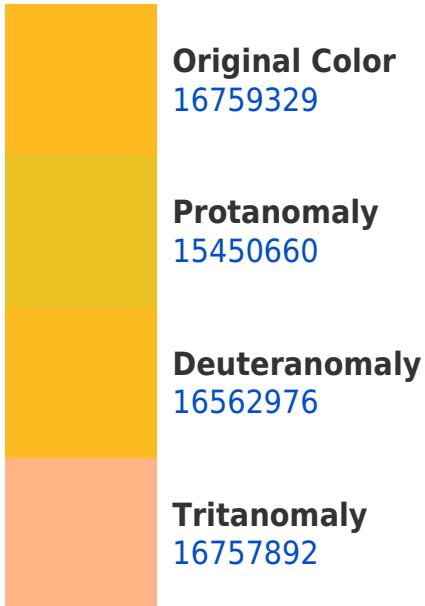 Original Color
16759329
Protanomaly
15450660
Deuteranomaly
16562976
Tritanomaly
16757892